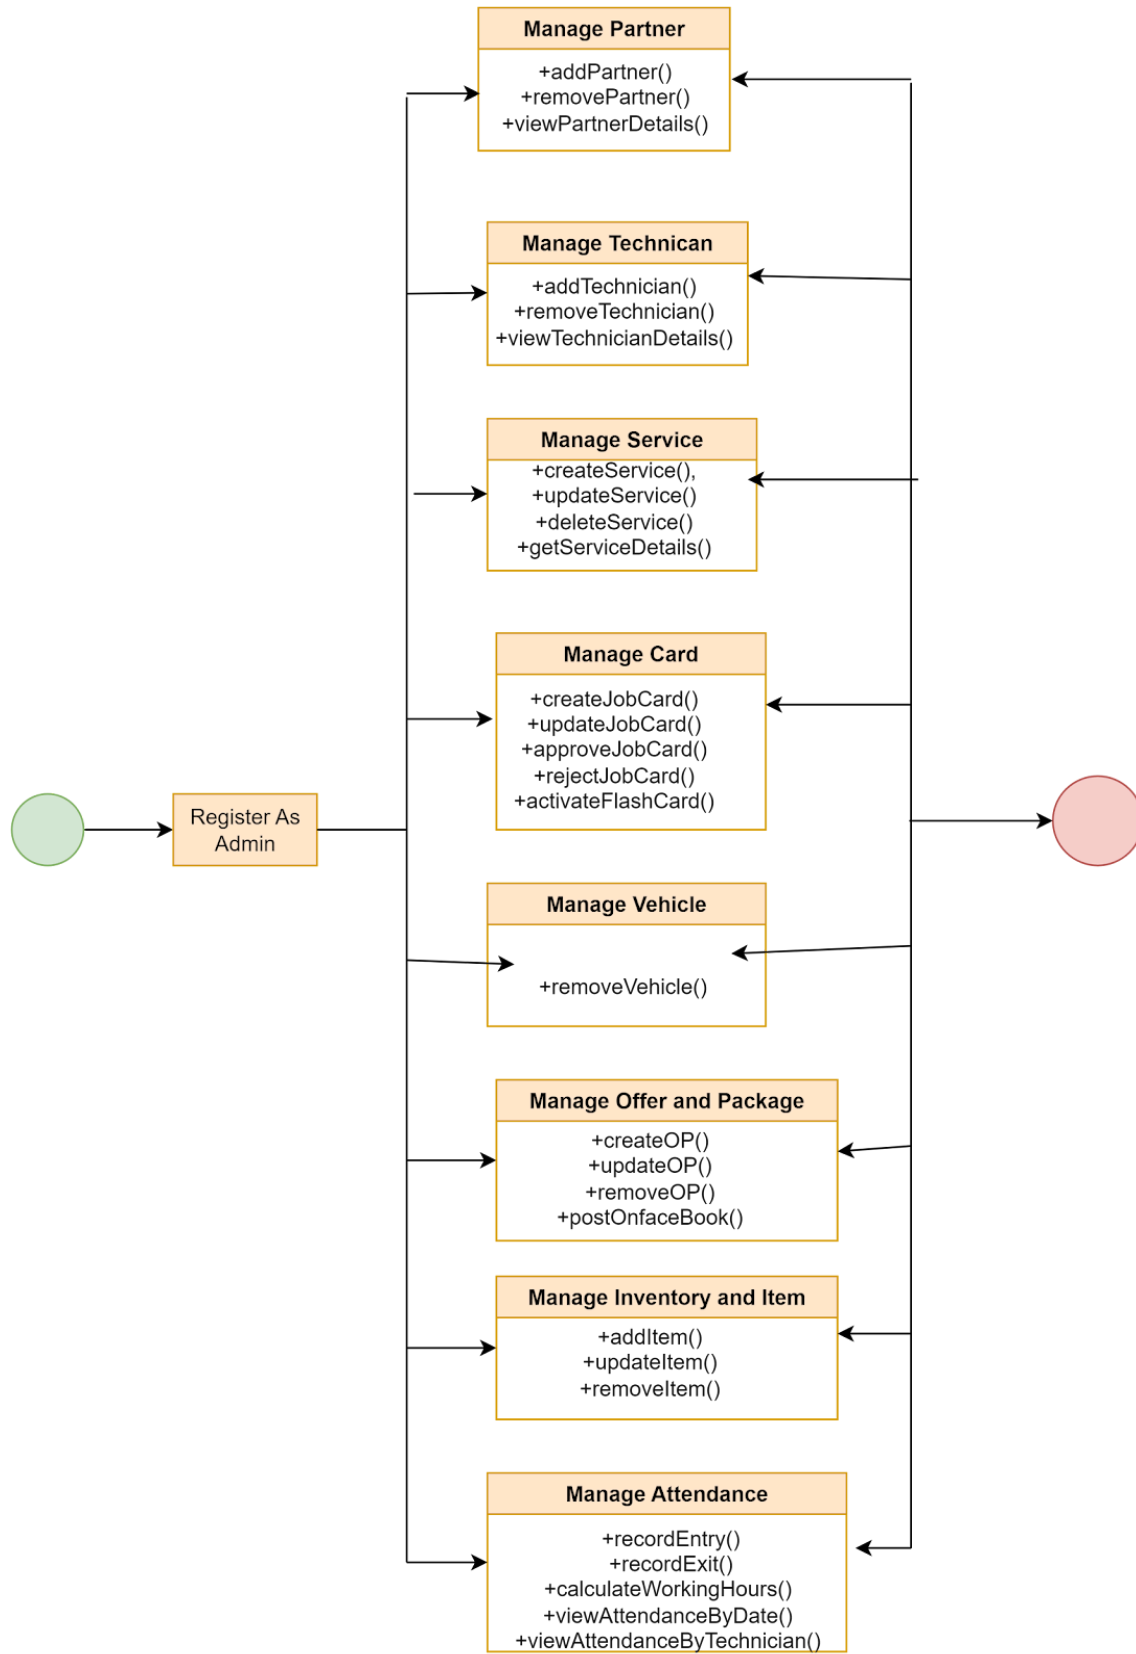 Manage Partner
+addPartner()
+removePartner()
+viewPartnerDetails()
Manage Technican
+addTechnician()
+removeTechnician()
+viewTechnicianDetails()
Manage Service
+createService(),
+updateService()
+deleteService()
+getServiceDetails()
Manage Card
+createJobCard()
+updateJobCard()
+approveJobCard()
+rejectJobCard()
+activateFlashCard()
Register As
Admin
Manage Vehicle
+removeVehicle()
Manage Offer and Package
+createOP()
+updateOP()
+removeOP()
+postOnfaceBook()
Manage Inventory and Item
+addItem()
+updateItem()
+removeItem()
Manage Attendance
+recordEntry()
+recordExit()
+calculateWorkingHours()
+viewAttendanceByDate()
+viewAttendanceByTechnician()